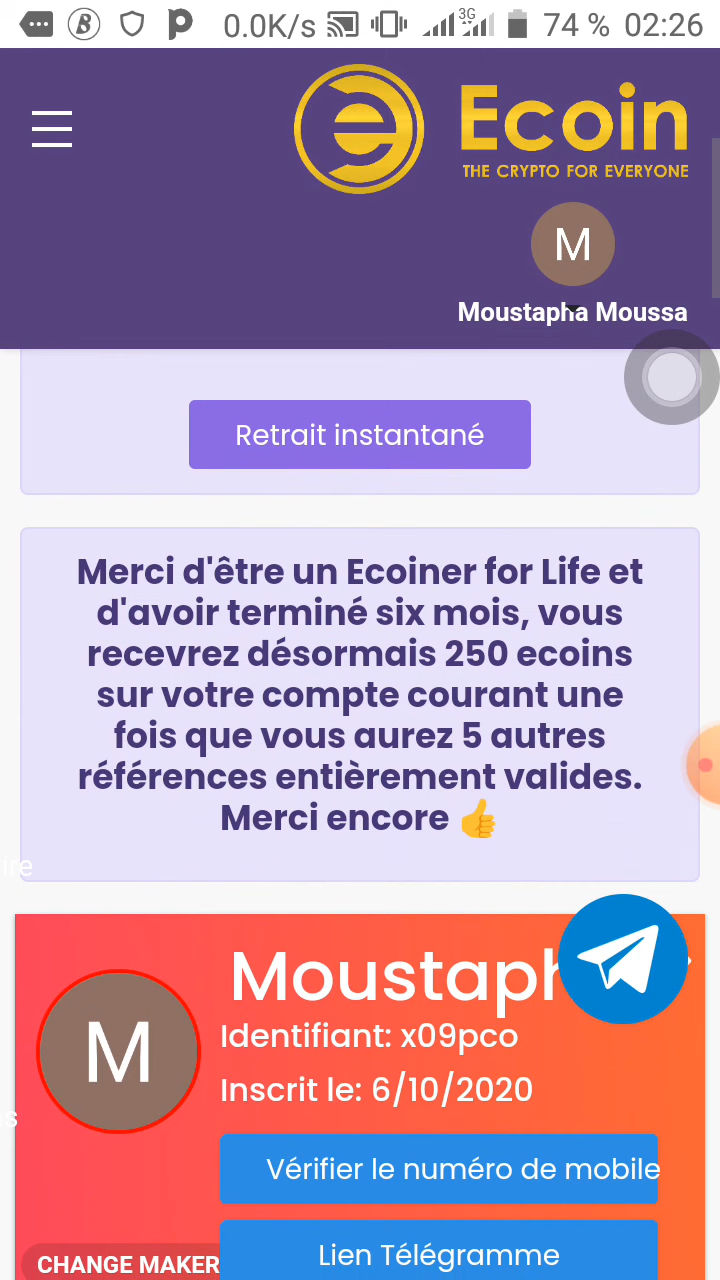 0.0K/s 3G 74 % 02:26
Ecoin
THE CRYPTO FOR EVERYONE
M
Moustapha Moussa
Retrait instantané
Merci d'être un Ecoiner for Life et
d'avoir terminé six mois, vous
recevrez désormais 250 ecoins
sur votre compte courant une
fois que vous aurez 5 autres
références entièrement valides.
Merci encore 👍
ire
Moustaph
M
Identifiant: x09pco
Inscrit le: 6/10/2020
s
Vérifier le numéro de mobile
Lien Télégramme
CHANGE MAKER